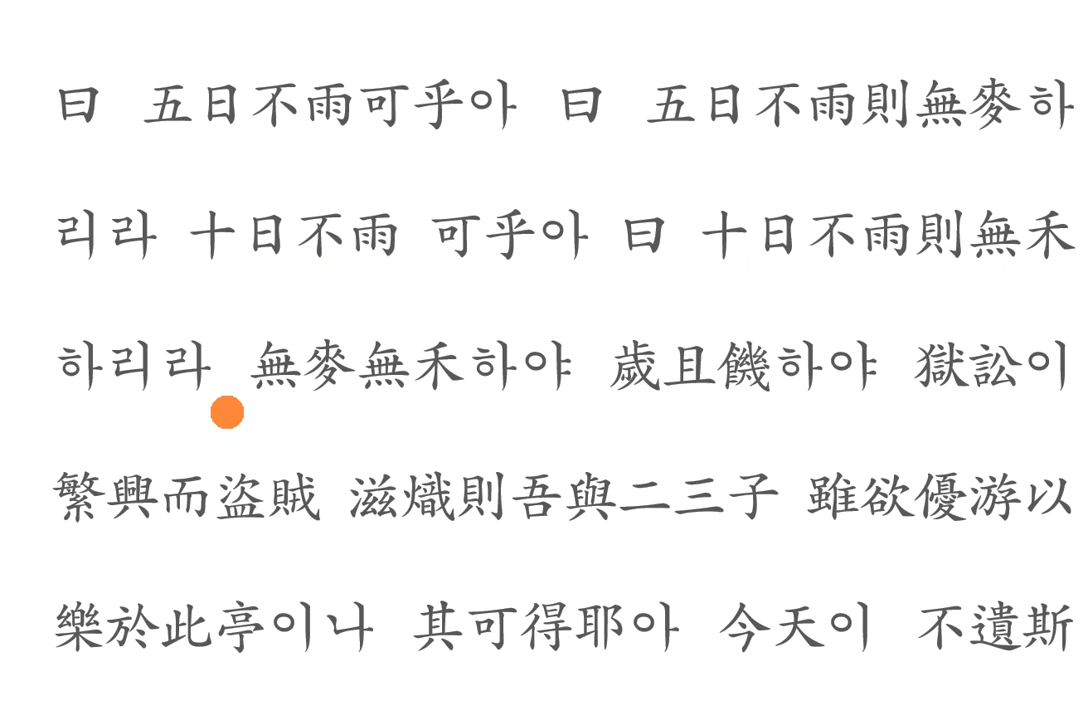 曰 五日不雨可乎아 曰 五日不雨則無麥하
리라 十日不雨 可乎아 曰 十日不雨則無禾
하리라 無麥無禾하야 歲且饑하야 獄訟이
繁興而盜賊 滋熾則吾與二三子 雖欲優游以
樂於此亭이나 其可得耶아 今天이 不遺斯